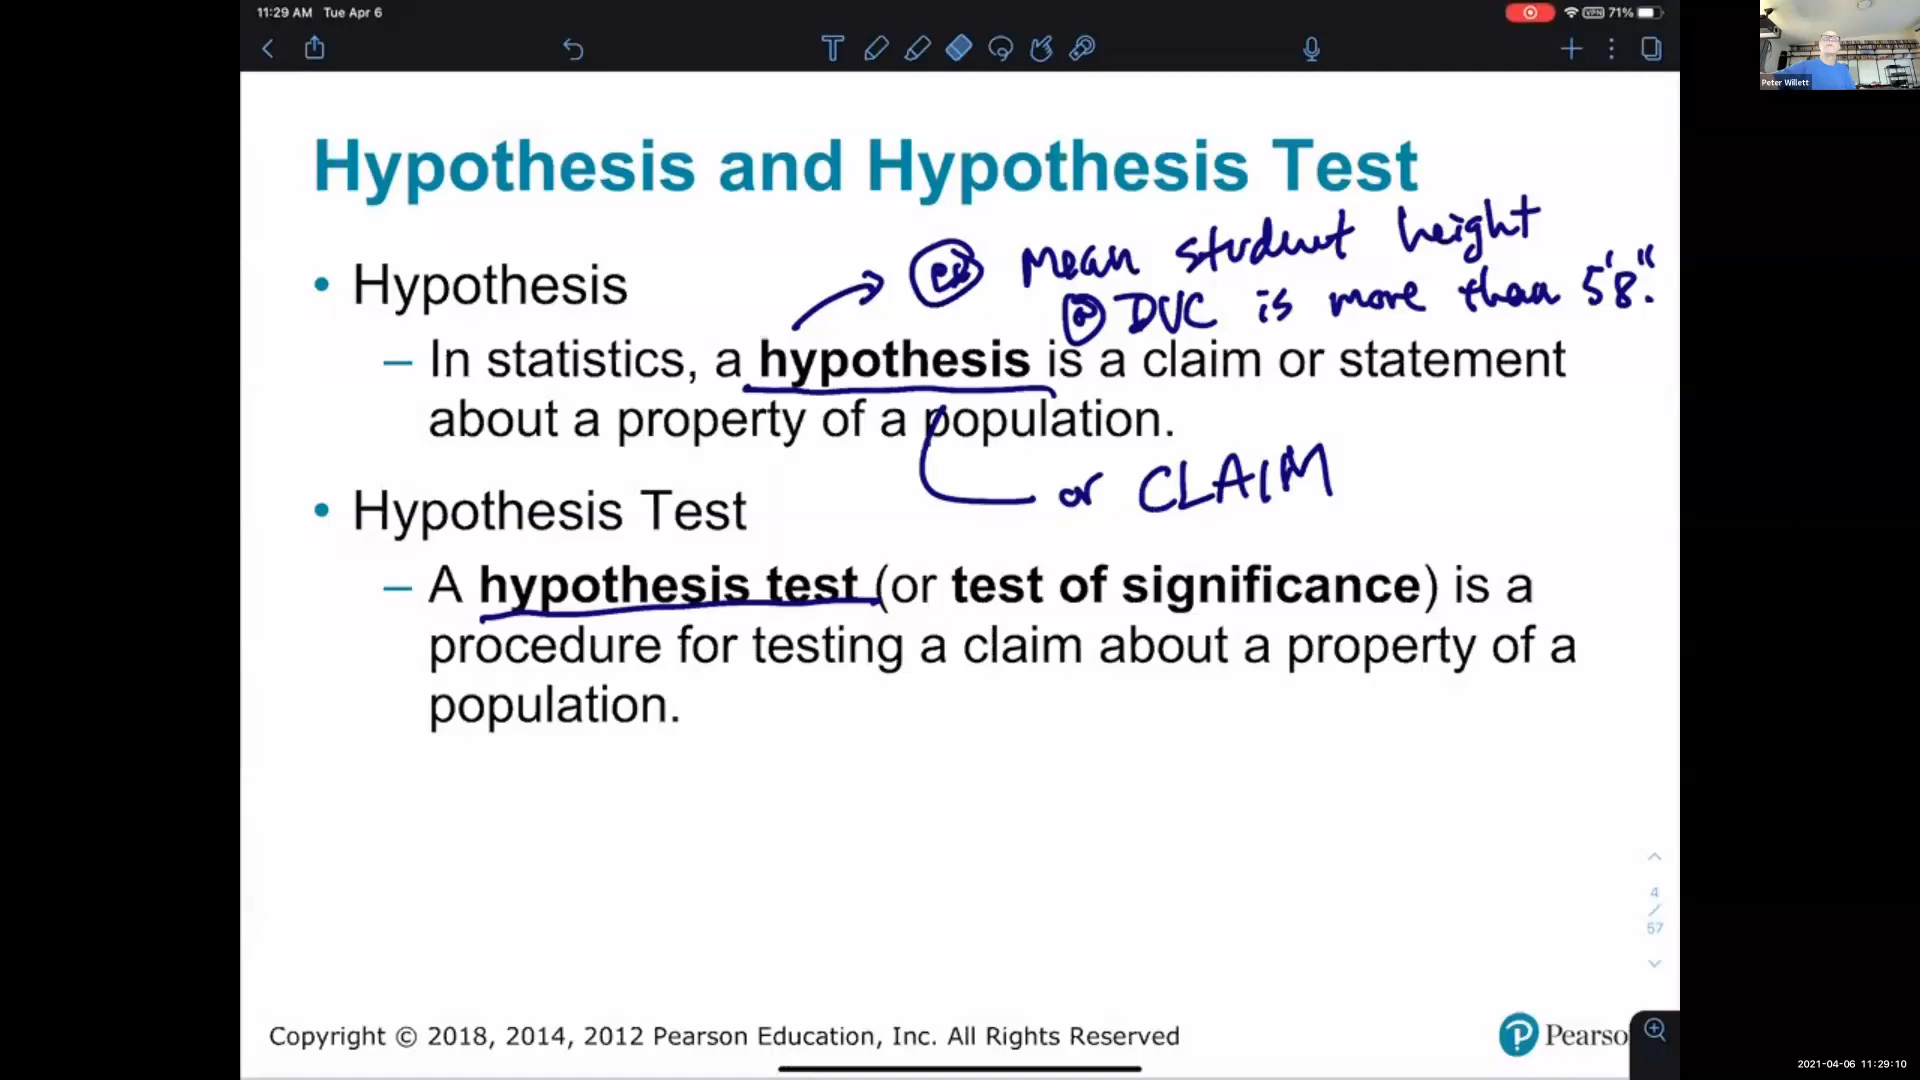 11:29 AM Tue Apr 6
VPN 71%
Peter Willett
Hypothesis and Hypothesis Test
ex Mean student height
@ DVC is more than 5'8".
• Hypothesis
– In statistics, a hypothesis is a claim or statement
about a property of a population.
or CLAIM
• Hypothesis Test
– A hypothesis test (or test of significance) is a
procedure for testing a claim about a property of a
population.
4
/
57
Copyright © 2018, 2014, 2012 Pearson Education, Inc. All Rights Reserved
P Pearso
2021-04-06 11:29:10